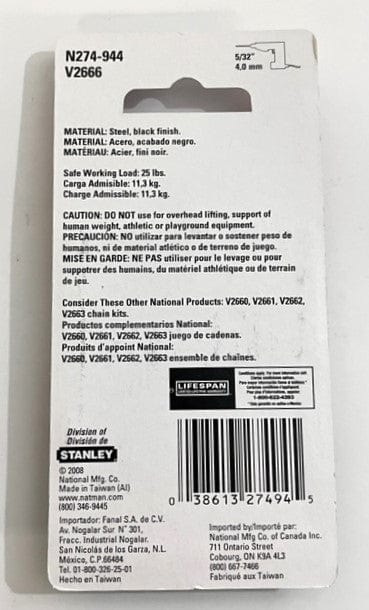 N274-944
V2666
5/32"
4,0 mm
MATERIAL: Steel, black finish.
MATERIAL: Acero, acabado negro.
MATÉRIAU: Acier, fini noir.
Safe Working Load: 25 lbs.
Carga Admisible: 11,3 kg.
Charge Admissible: 11,3 kg.
CAUTION: DO NOT use for overhead lifting, support of
human weight, athletic or playground equipment.
PRECAUCIÓN: NO utilizar para levantar o sostener peso de
humanos, ni de material atlético o de terreno de juego.
MISE EN GARDE: NE PAS utiliser pour le levage ou pour
suppotrer des humains, du matériel athlétique ou de terrain
de jeu.
Consider These Other National Products: V2660, V2661, V2662,
V2663 chain kits.
Productos complementarios National:
V2660, V2661, V2662, V2663 juego de cadenas.
Produits d'appoint National:
V2660, V2661, V2662, V2663 ensemble de chaînes.
LIFESPAN
LIMITED LIFETIME WARRANTY
Conditions apply. For more information call
1-800-622-4393
Division of
División de
STANLEY
© 2008
National Mfg. Co.
Made in Taiwan (AI)
www.natman.com
(800) 346-9445
0 38613 27494 5
Importador: Fanal S.A. de C.V.
Av. Nogalar Sur N° 301,
Fracc. Industrial Nogalar.
San Nicolás de los Garza, N.L.
México, C.P.66484
Tel. 01-800-326-25-01
Hecho en Taiwan
Imported by/Importé par:
National Mfg Co. of Canada Inc.
711 Ontario Street
Cobourg, ON K9A 4L3
(800) 667-7466
Fabriqué aux Taiwan